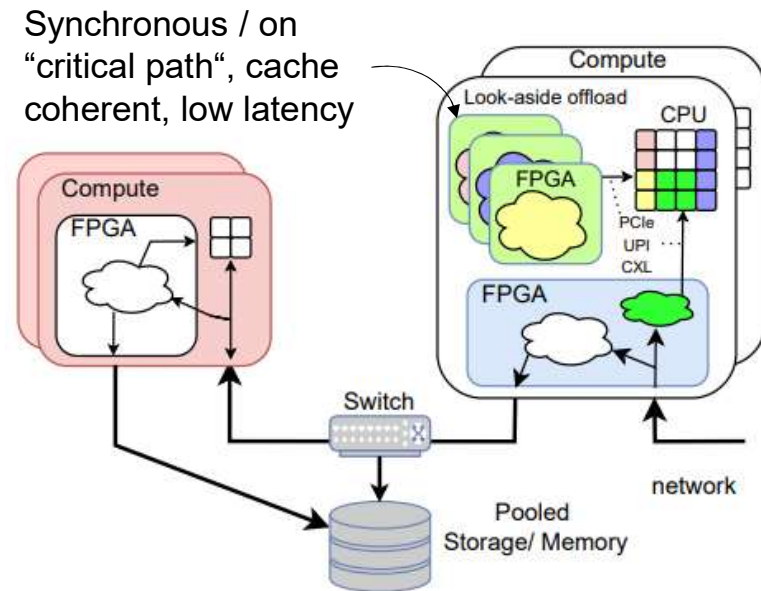 Synchronous / on
“critical path“, cache
coherent, low latency
Compute
FPGA
Compute
Look-aside offload
CPU
FPGA
PCIe
UPI
CXL
FPGA
Switch
X
network
Pooled
Storage/ Memory